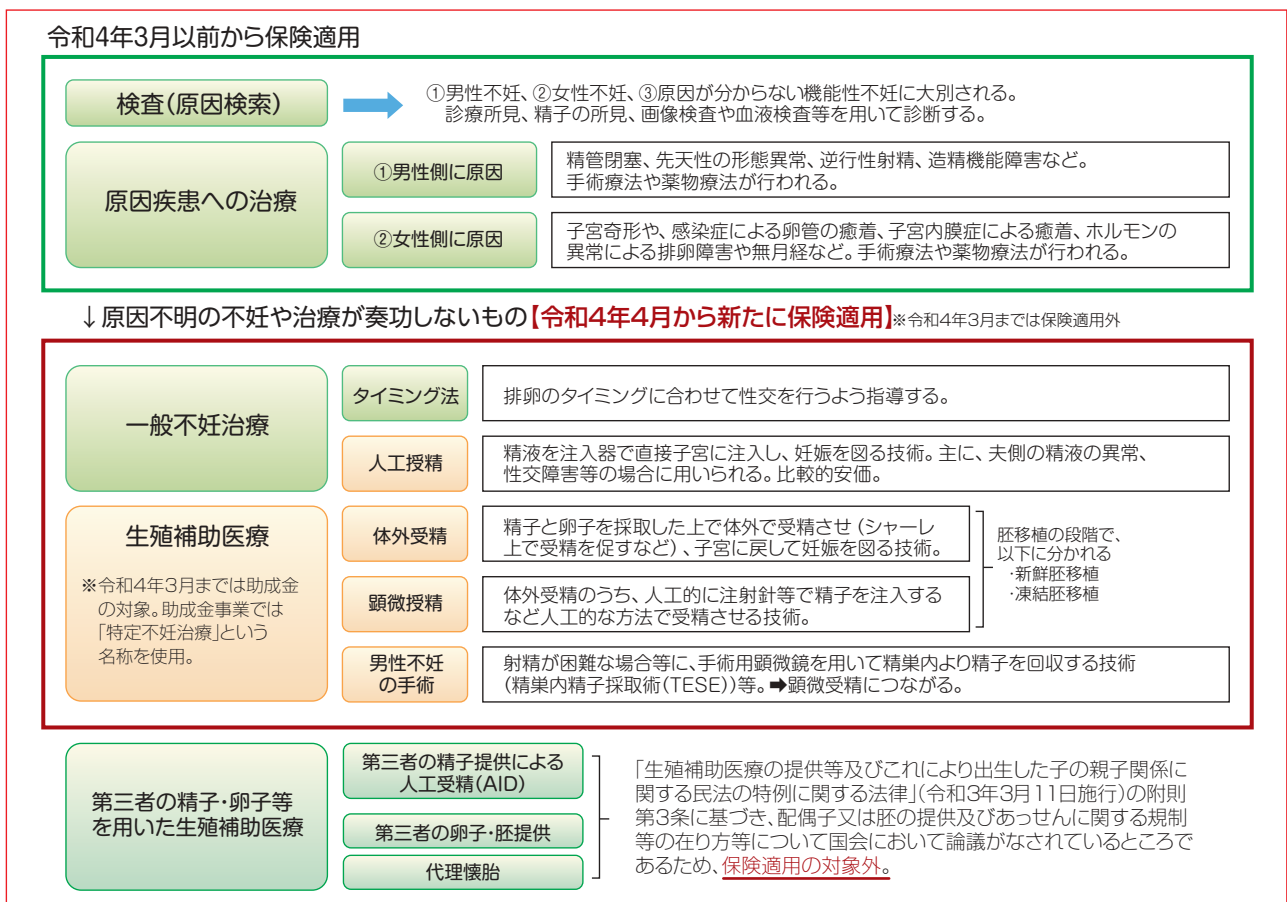 令和4年3月以前から保険適用
検査(原因検索)
①男性不妊、②女性不妊、③原因が分からない機能性不妊に大別される。
診療所見、精子の所見、画像検査や血液検査等を用いて診断する。
原因疾患への治療
①男性側に原因
精管閉塞、先天性の形態異常、逆行性射精、造精機能障害など。
手術療法や薬物療法が行われる。
②女性側に原因
子宮奇形や、感染症による卵管の癒着、子宮内膜症による癒着、ホルモンの
異常による排卵障害や無月経など。手術療法や薬物療法が行われる。
↓原因不明の不妊や治療が奏功しないもの【令和4年4月から新たに保険適用】※令和4年3月までは保険適用外
一般不妊治療
タイミング法
排卵のタイミングに合わせて性交を行うよう指導する。
人工授精
精液を注入器で直接子宮に注入し、妊娠を図る技術。主に、夫側の精液の異常、
性交障害等の場合に用いられる。比較的安価。
生殖補助医療
※令和4年3月までは助成金
の対象。助成金事業では
「特定不妊治療」という
名称を使用。
体外受精
精子と卵子を採取した上で体外で受精させ(シャーレ
上で受精を促すなど)、子宮に戻して妊娠を図る技術。
顕微授精
体外受精のうち、人工的に注射針等で精子を注入する
など人工的な方法で受精させる技術。
胚移植の段階で、
以下に分かれる
・新鮮胚移植
・凍結胚移植
男性不妊
の手術
射精が困難な場合等に、手術用顕微鏡を用いて精巣内より精子を回収する技術
(精巣内精子採取術(TESE))等。➡顕微受精につながる。
第三者の精子・卵子等
を用いた生殖補助医療
第三者の精子提供による
人工受精(AID)
第三者の卵子・胚提供
代理懐胎
「生殖補助医療の提供等及びこれにより出生した子の親子関係に
関する民法の特例に関する法律」(令和3年3月11日施行)の附則
第3条に基づき、配偶子又は胚の提供及びあっせんに関する規制
等の在り方等について国会において論議がなされているところで
あるため、保険適用の対象外。